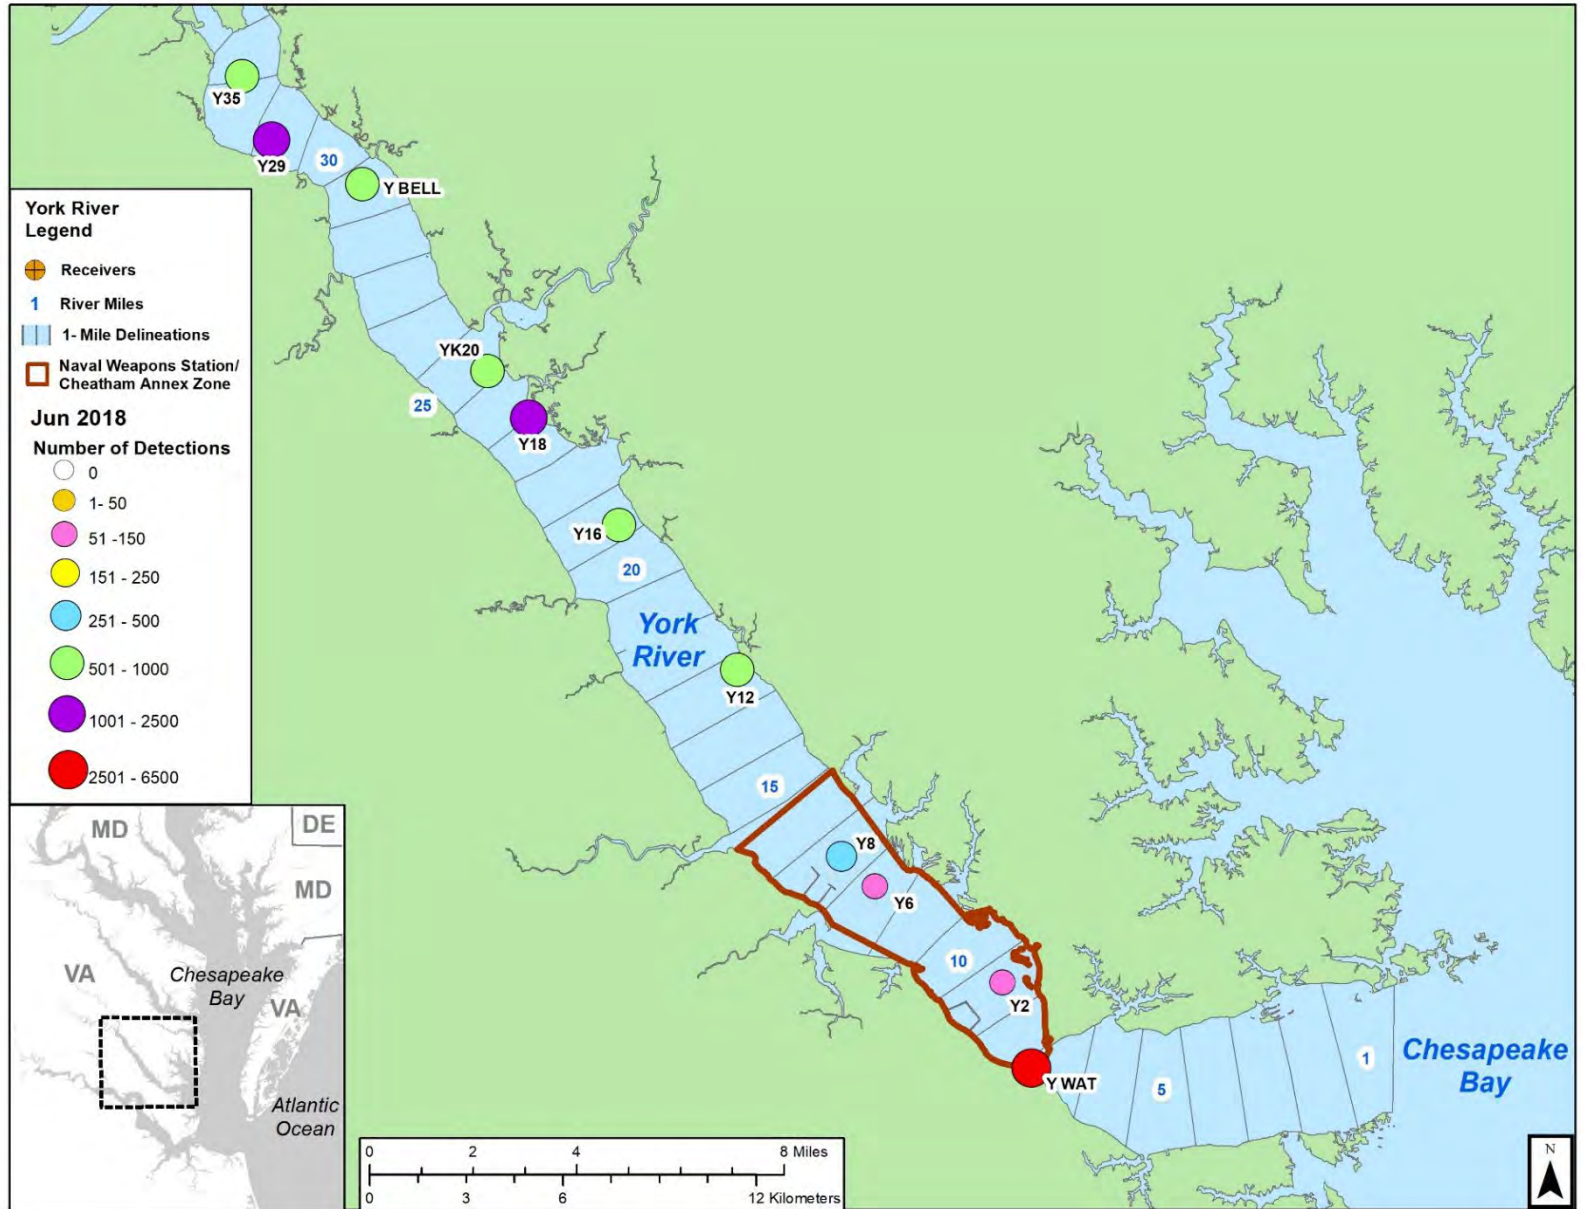 Y35
Y29
30
Y BELL
York River
Legend
Receivers
1 River Miles
1- Mile Delineations
Naval Weapons Station/
Cheatham Annex Zone
Jun 2018
Number of Detections
0
1- 50
51 -150
151 - 250
251 - 500
501 - 1000
1001 - 2500
2501 - 6500
YK20
25
Y18
Y16
20
York
River
Y12
15
Y8
Y6
10
Y2
Y WAT
5
1
Chesapeake
Bay
MD
DE
MD
VA
Chesapeake
Bay
VA
Atlantic
Ocean
0 2 4 8 Miles
0 3 6 12 Kilometers
N